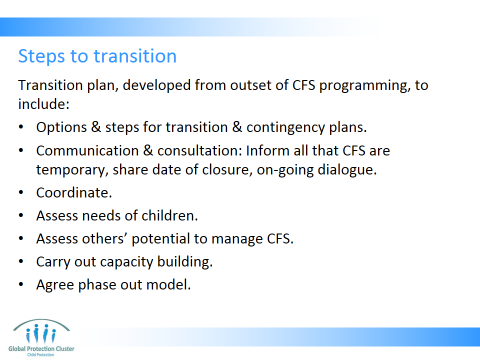 Steps to transition
Transition plan, developed from outset of CFS programming, to
include:
• Options & steps for transition & contingency plans.
• Communication & consultation: Inform all that CFS are
temporary, share date of closure, on-going dialogue.
• Coordinate.
• Assess needs of children.
• Assess others’ potential to manage CFS.
• Carry out capacity building.
• Agree phase out model.
Global Protection Cluster
Child Protection